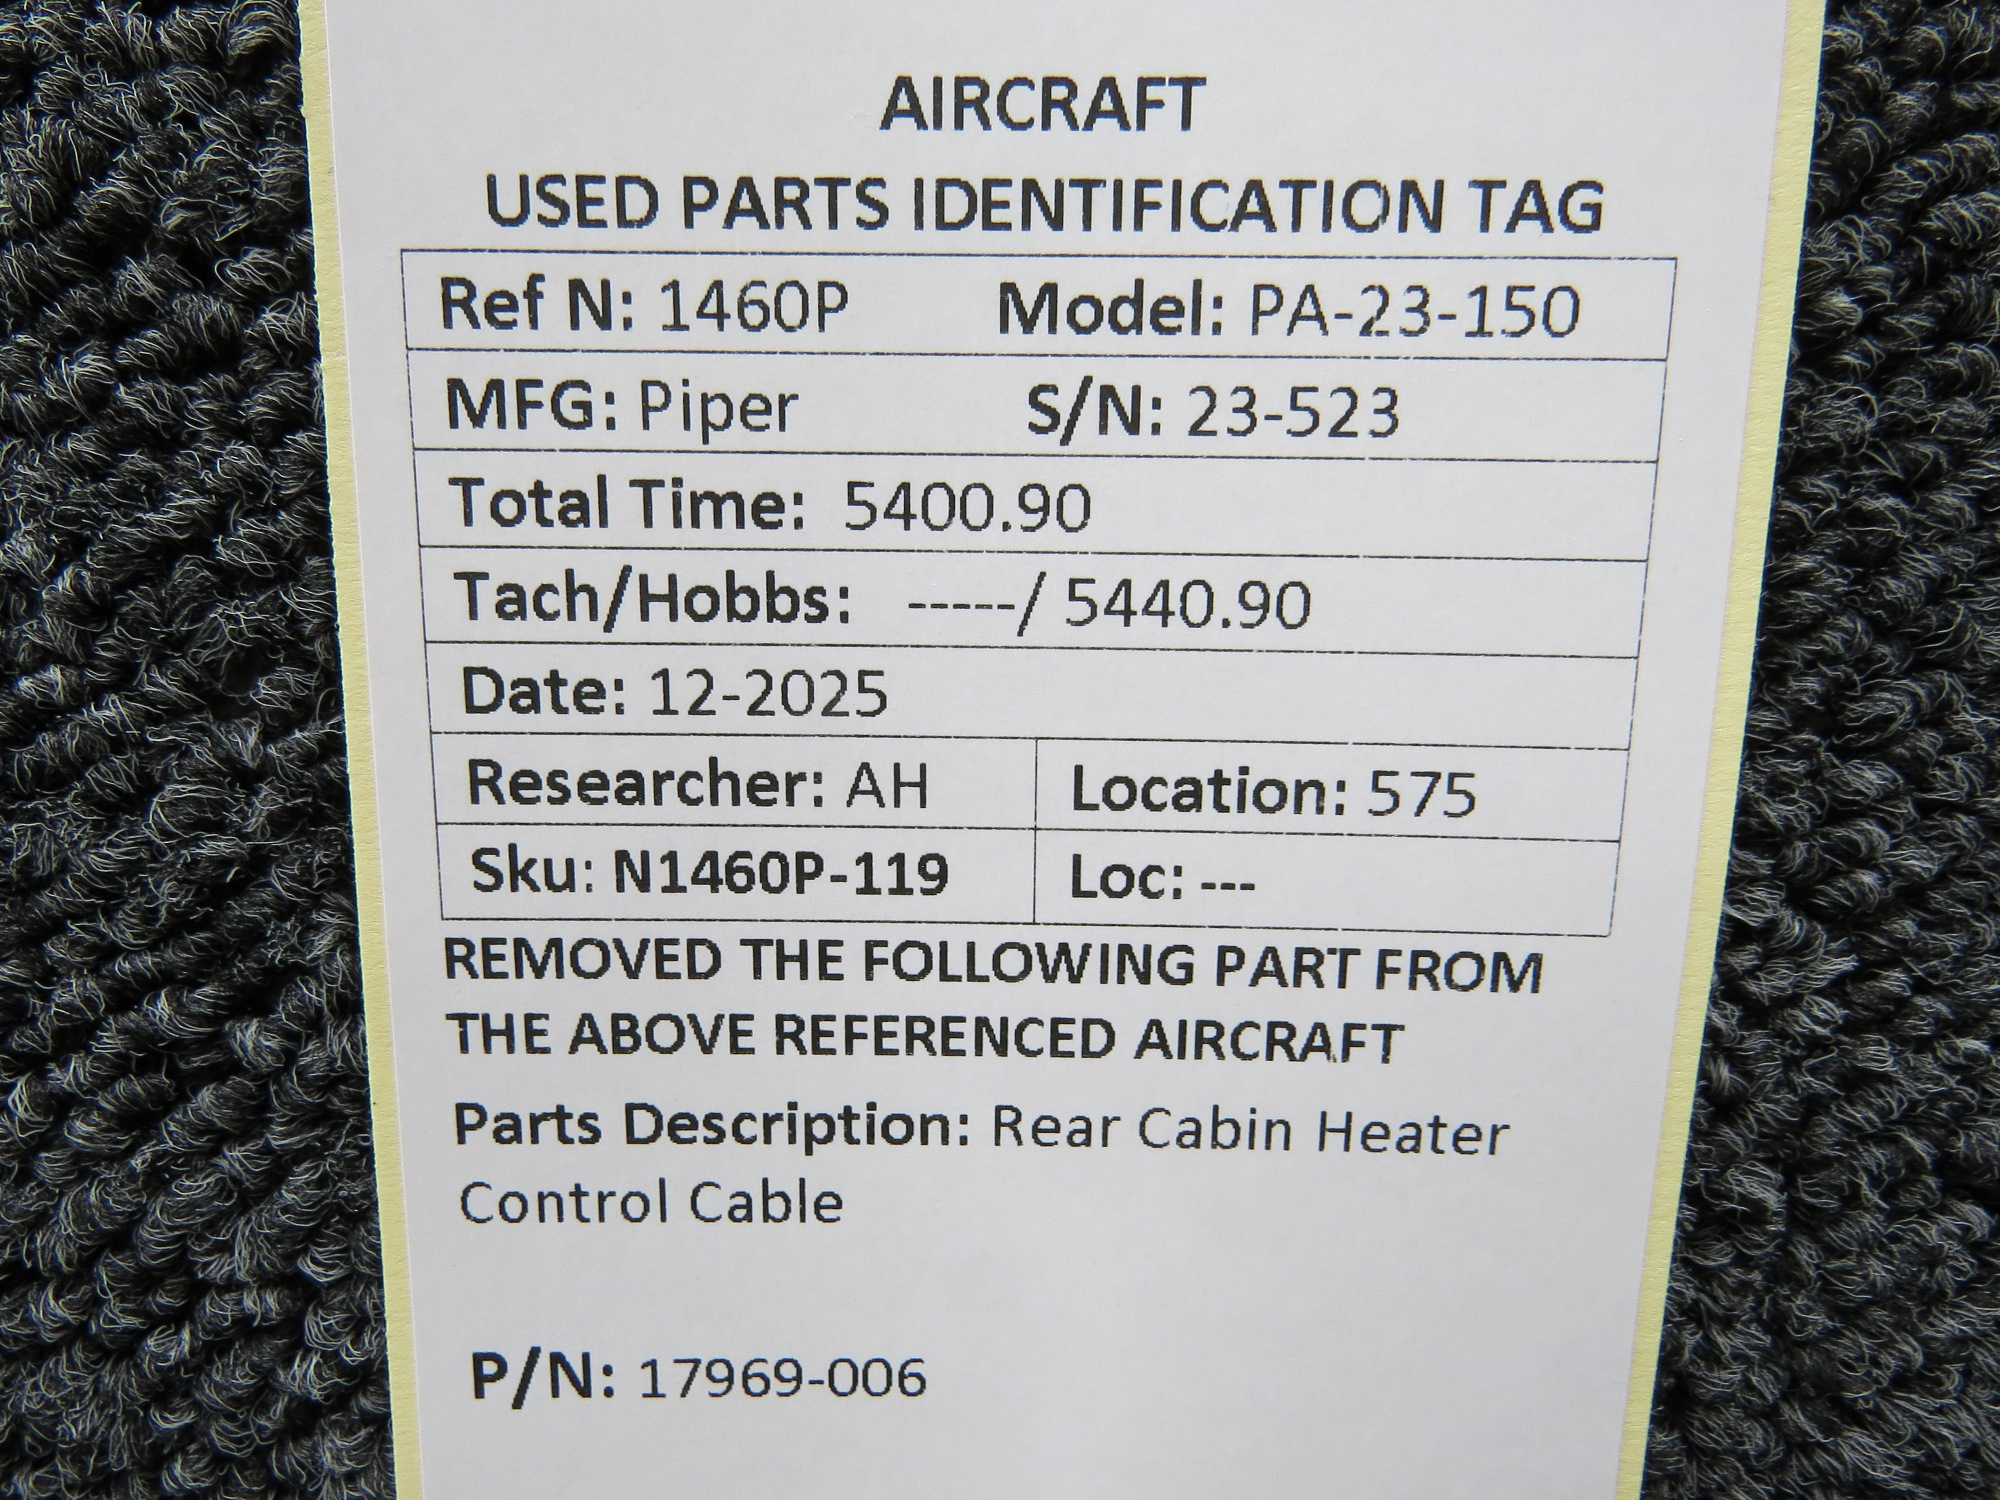 AIRCRAFT
USED PARTS IDENTIFICATION TAG
Ref N: 1460P Model: PA-23-150
MFG: Piper S/N: 23-523
Total Time: 5400.90
Tach/Hobbs: -----/ 5440.90
Date: 12-2025
Researcher: AH Location: 575
Sku: N1460P-119 Loc: ---
REMOVED THE FOLLOWING PART FROM
THE ABOVE REFERENCED AIRCRAFT
Parts Description: Rear Cabin Heater
Control Cable
P/N: 17969-006